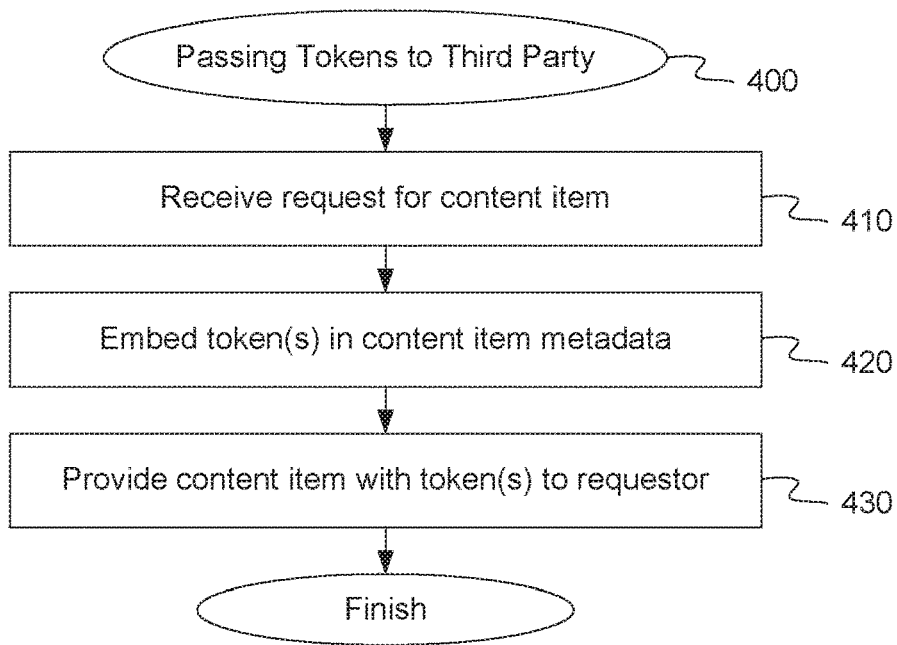 Passing Tokens to Third Party
400
Receive request for content item
410
Embed token(s) in content item metadata
420
Provide content item with token(s) to requestor
430
Finish